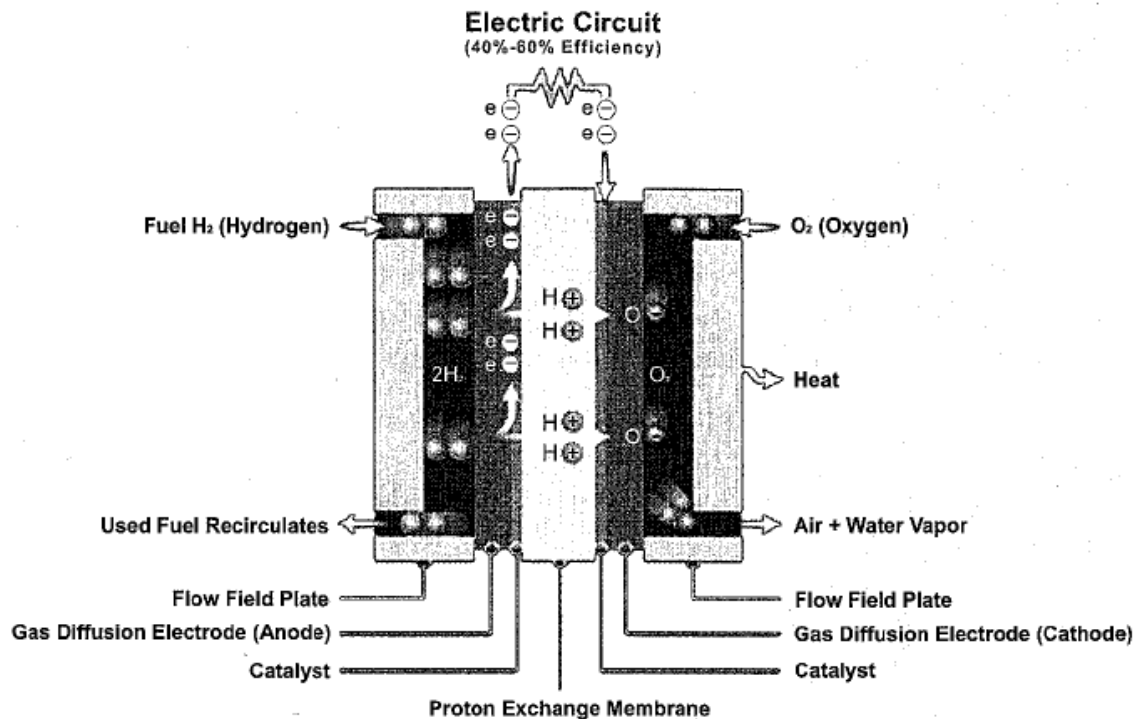 Electric Circuit
(40%-60% Efficiency)
e
e
e
e
Fuel H₂ (Hydrogen)
O₂ (Oxygen)
e
e
H
O
H
e
e
2H₂
O₂
Heat
H
O
H
Used Fuel Recirculates
Air + Water Vapor
Flow Field Plate
Flow Field Plate
Gas Diffusion Electrode (Anode)
Gas Diffusion Electrode (Cathode)
Catalyst
Catalyst
Proton Exchange Membrane